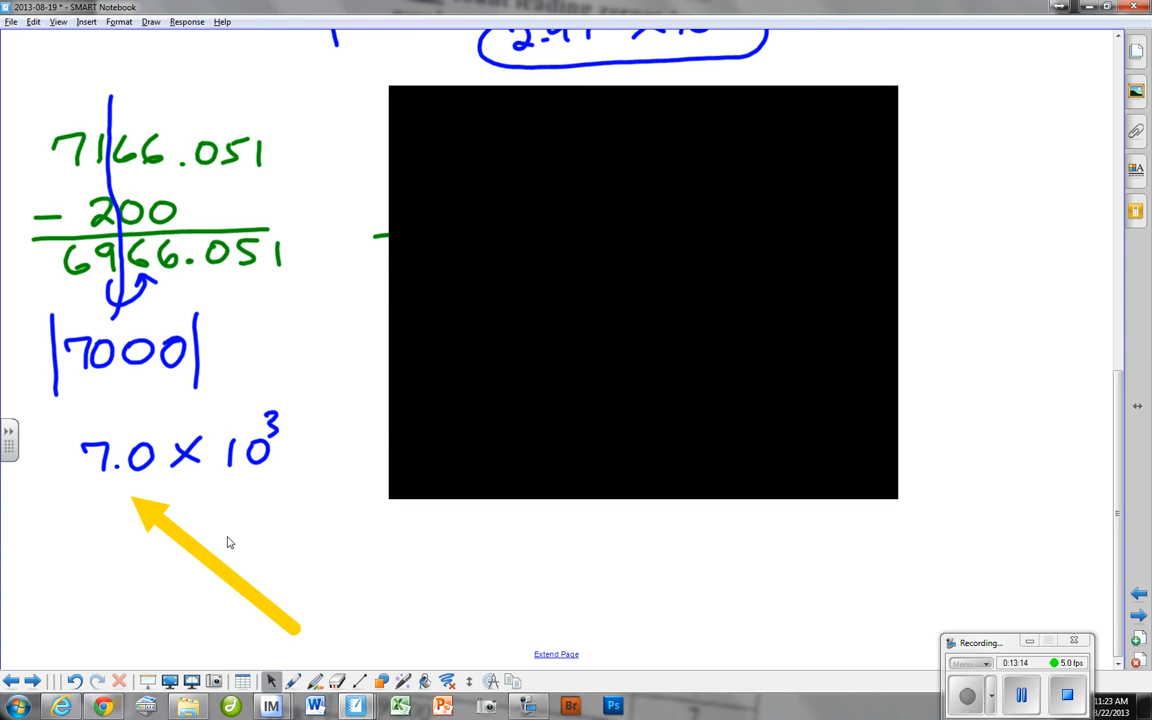 2013-08-19 * - SMART Notebook
File Edit View Insert Format Draw Response Help
7166.051
- 200
6966.051
|7000|
7.0 × 10³
Extend Page
Recording...
Menu
0:13:14
5.0 fps
11:23 AM